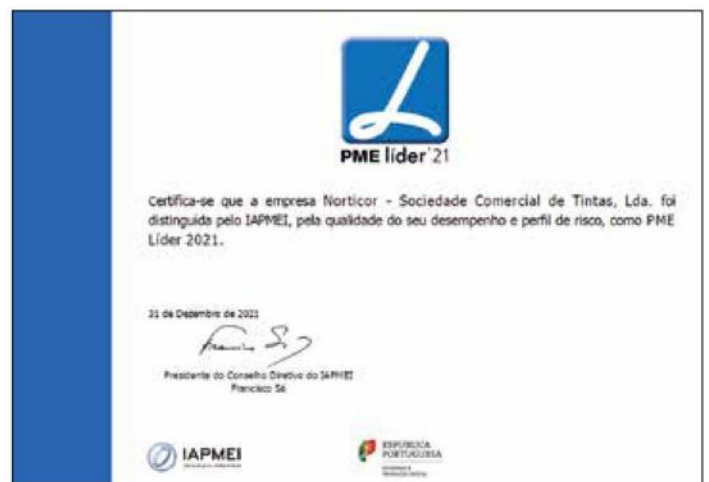 PME líder'21
Certifica-se que a empresa Norticor - Sociedade Comercial de Tintas, Lda. foi
distinguida pelo IAPMEI, pela qualidade do seu desempenho e perfil de risco, como PME
Líder 2021.
31 de Dezembro de 2021
Presidente do Conselho Diretivo do IAPMEI
Francisco Sá
IAPMEI
REPÚBLICA
PORTUGUESA